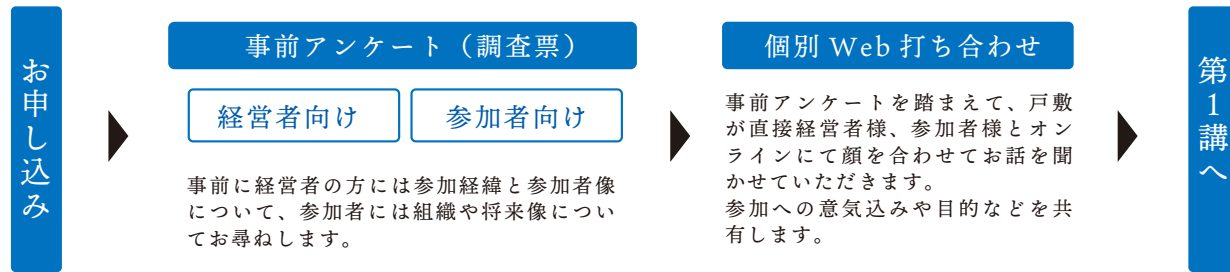 お申し込み
事前アンケート（調査票）
経営者向け
参加者向け
事前に経営者の方には参加経緯と参加者像
について、参加者には組織や将来像につい
てお尋ねします。
個別 Web 打ち合わせ
事前アンケートを踏まえて、戸敷
が直接経営者様、参加者様とオン
ラインにて顔を合わせてお話を聞
かせていただきます。
参加への意気込みや目的などを共
有します。
第1講へ